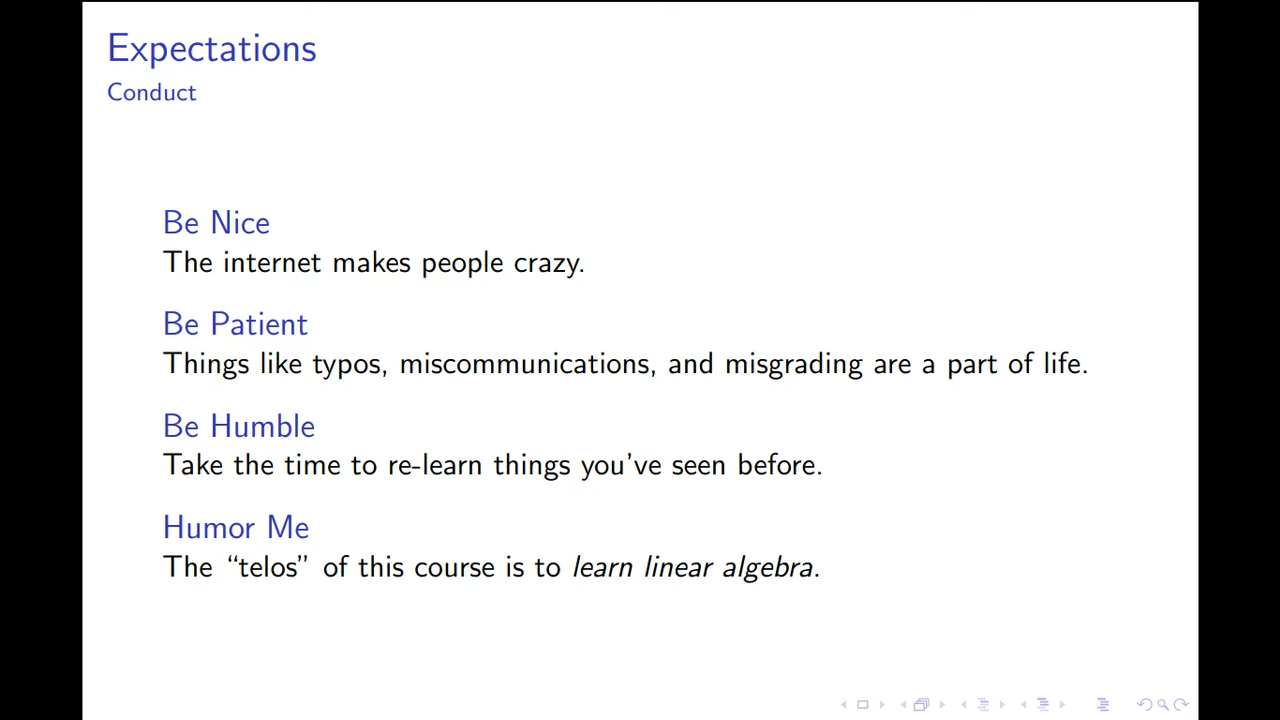 Expectations
Conduct
Be Nice
The internet makes people crazy.
Be Patient
Things like typos, miscommunications, and misgrading are a part of life.
Be Humble
Take the time to re-learn things you’ve seen before.
Humor Me
The “telos” of this course is to learn linear algebra.